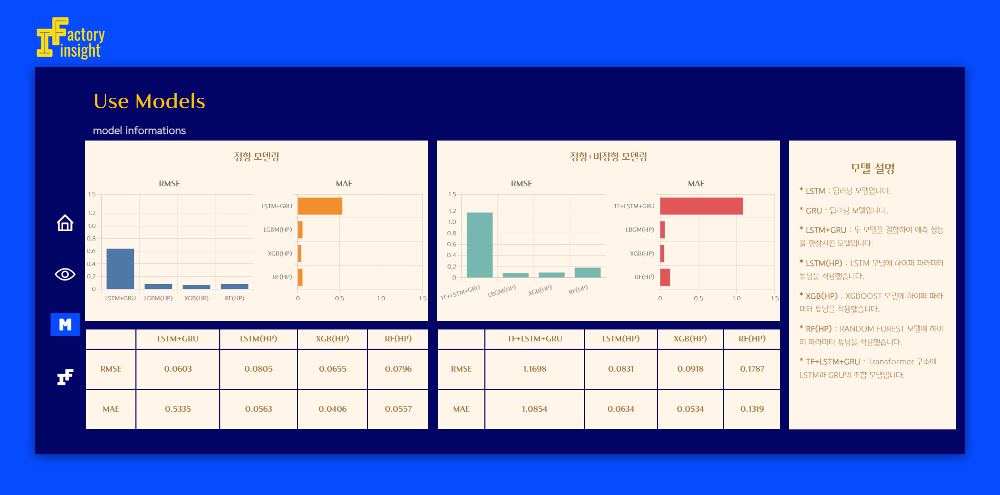 Factory
insight
Use Models
model informations
정형 모델링
RMSE
1.5
1.2
1.0
0.8
0.6
0.4
0.2
0
LSTM+GRU LGBM(HP) XGB(HP) RF(HP)
MAE
LSTM+GRU
LGBM(HP)
XGB(HP)
RF(HP)
0 0.5 1.0 1.5
정형+비정형 모델링
RMSE
1.5
1.2
1.0
0.8
0.6
0.4
0.2
0
TF+LSTM+GRU LBGM(HP) XGB(HP) RF(HP)
MAE
TF+LSTM+GRU
LBGM(HP)
XGB(HP)
RF(HP)
0 0.5 1.0 1.5
M
IF
LSTM+GRU LSTM(HP) XGB(HP) RF(HP)
RMSE 0.0603 0.0805 0.0655 0.0796
MAE 0.5335 0.0563 0.0406 0.0557
TF+LSTM+GRU LSTM(HP) XGB(HP) RF(HP)
RMSE 1.1698 0.0831 0.0918 0.1787
MAE 1.0854 0.0634 0.0534 0.1319
모델 설명
* LSTM : 딥러닝 모델입니다.
* GRU : 딥러닝 모델입니다.
* LSTM+GRU : 두 모델을 결합하여 예측 성능
을 향상시킨 모델입니다.
* LSTM(HP) : LSTM 모델에 하이퍼 파라미터
튜닝을 적용했습니다.
* XGB(HP) : XGBOOST 모델에 하이퍼 파라
미터 튜닝을 적용했습니다.
* RF(HP) : RANDOM FOREST 모델에 하이
퍼 파라미터 튜닝을 적용했습니다.
* TF+LSTM+GRU : Transformer 구조에
LSTM과 GRU의 조합 모델입니다.